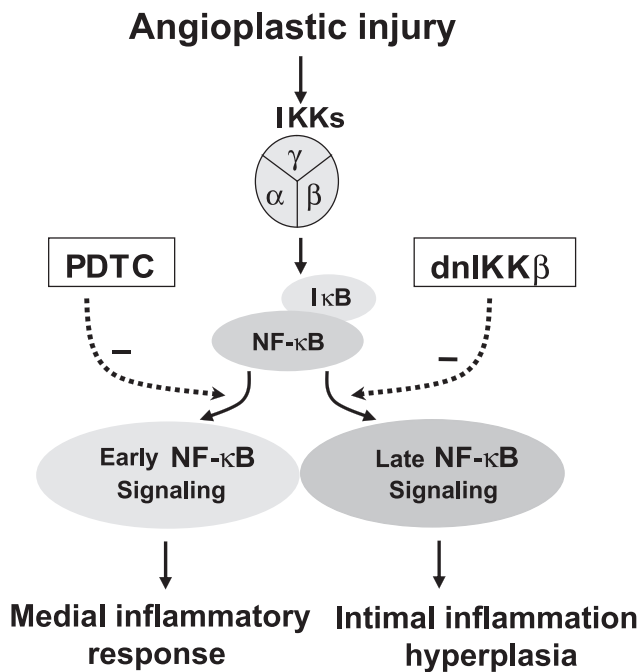 Angioplastic injury
IKKs
γ
α β
PDTC
dnIKKβ
IκB
NF-κB
–
–
Early NF-κB
Signaling
Late NF-κB
Signaling
Medial inflammatory
response
Intimal inflammation
hyperplasia